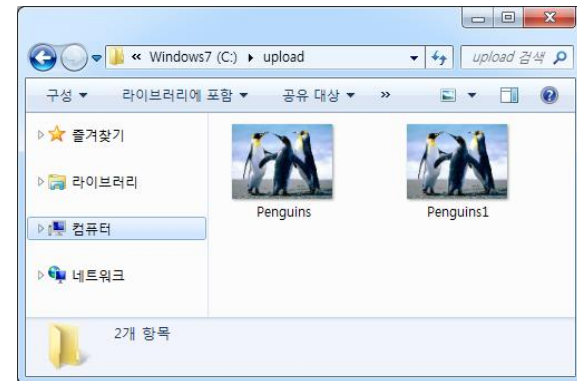 « Windows7 (C:) ▸ upload
upload 검색
구성 ▾ 라이브러리에 포함 ▾ 공유 대상 ▾ »
즐겨찾기
라이브러리
컴퓨터
네트워크
Penguins
Penguins1
2개 항목